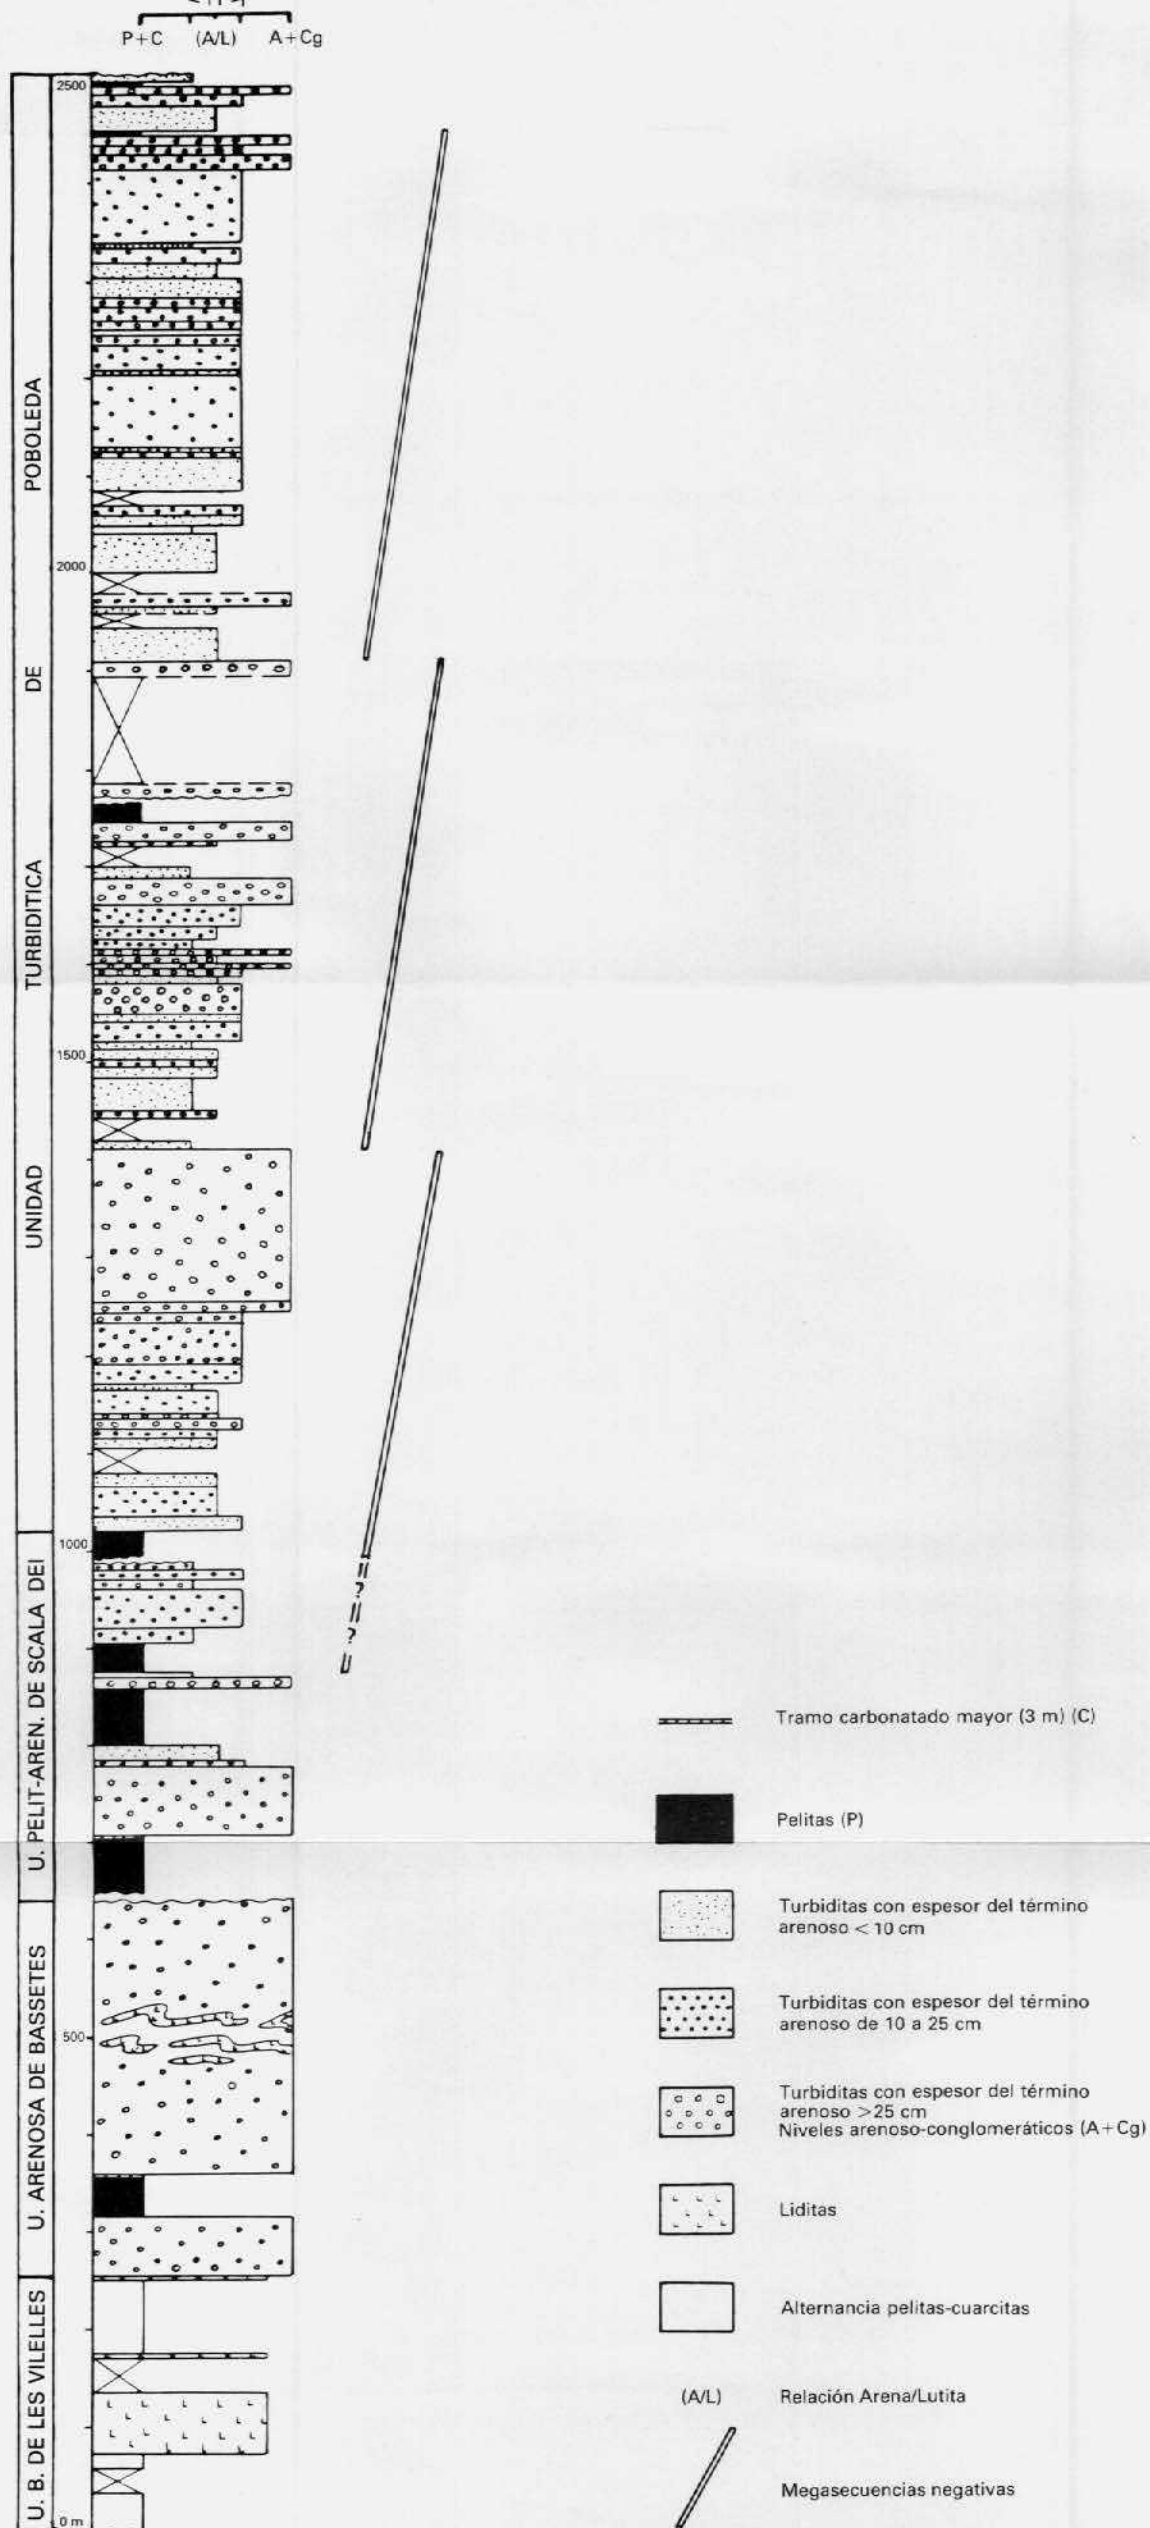 P+C (A/L) A+Cg
2500
2000
1500
1000
500
0 m
UNIDAD TURBIDITICA DE POBOLEDA
U. PELIT-AREN. DE SCALA DEI
U. ARENOSA DE BASSETES
U. B. DE LES VILELLES
?
?
Tramo carbonatado mayor (3 m) (C)
Pelitas (P)
Turbiditas con espesor del término
arenoso < 10 cm
Turbiditas con espesor del término
arenoso de 10 a 25 cm
Turbiditas con espesor del término
arenoso >25 cm
Niveles arenoso-conglomeráticos (A+Cg)
Liditas
Alternancia pelitas-cuarcitas
(A/L) Relación Arena/Lutita
Megasecuencias negativas